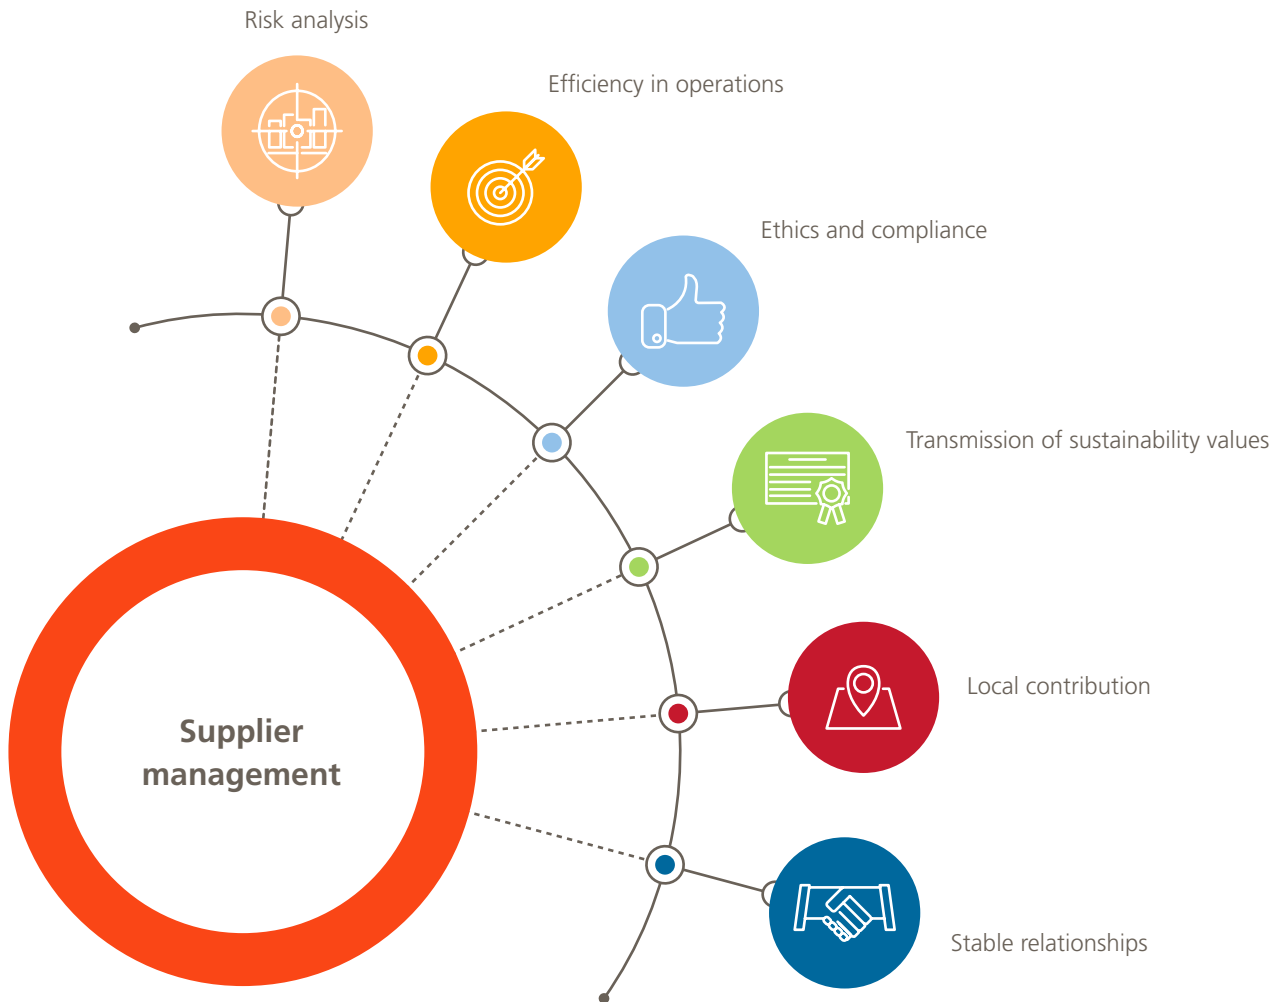 Risk analysis
Efficiency in operations
Ethics and compliance
Transmission of sustainability values
Local contribution
Supplier
management
Stable relationships